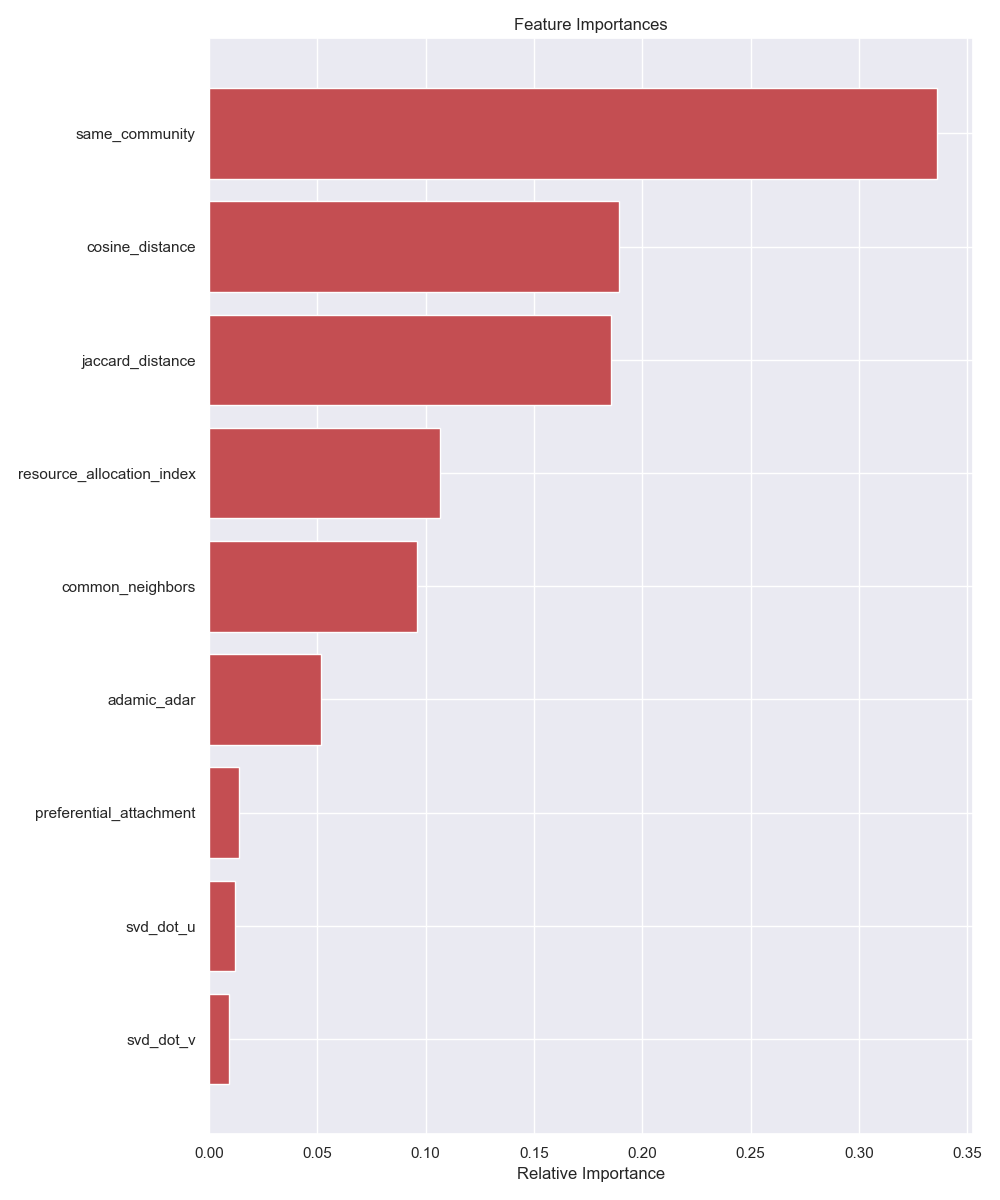 Feature Importances
same_community
cosine_distance
jaccard_distance
resource_allocation_index
common_neighbors
adamic_adar
preferential_attachment
svd_dot_u
svd_dot_v
0.00 0.05 0.10 0.15 0.20 0.25 0.30 0.35
Relative Importance